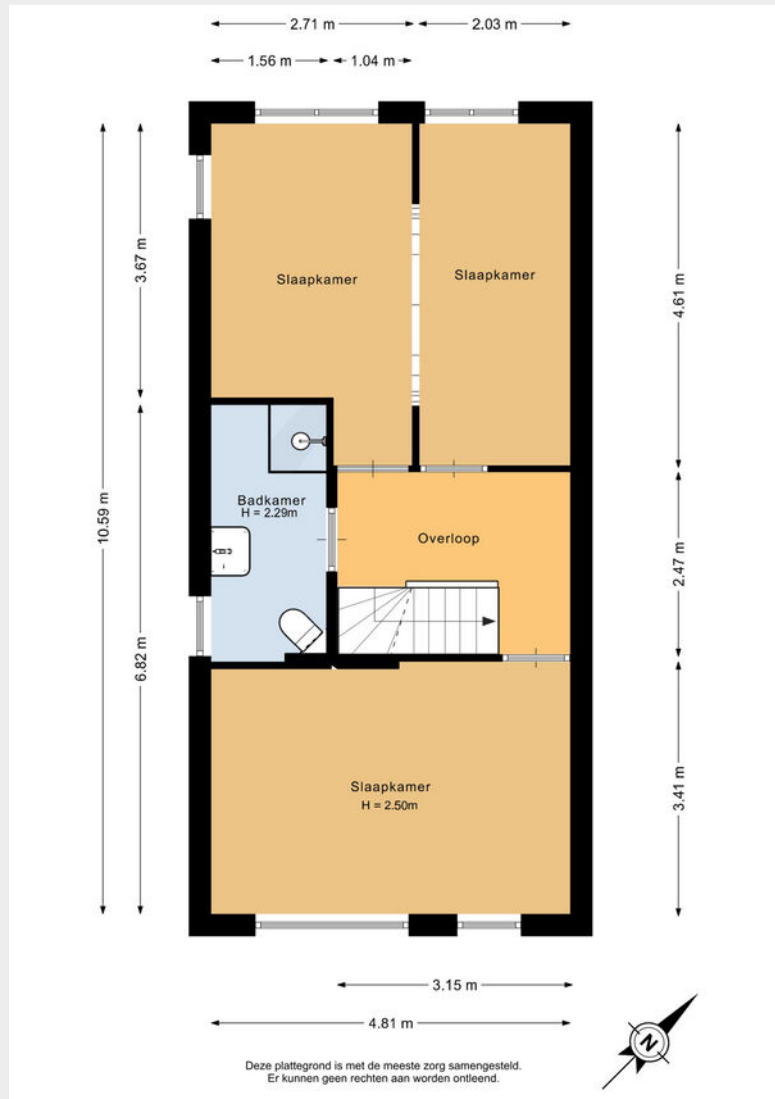 2.71 m
2.03 m
1.56 m
1.04 m
3.67 m
4.61 m
Slaapkamer
Slaapkamer
10.59 m
Badkamer
H = 2.29m
Overloop
2.47 m
6.82 m
3.41 m
Slaapkamer
H = 2.50m
3.15 m
4.81 m
N
Deze plattegrond is met de meeste zorg samengesteld.
Er kunnen geen rechten aan worden ontleend.